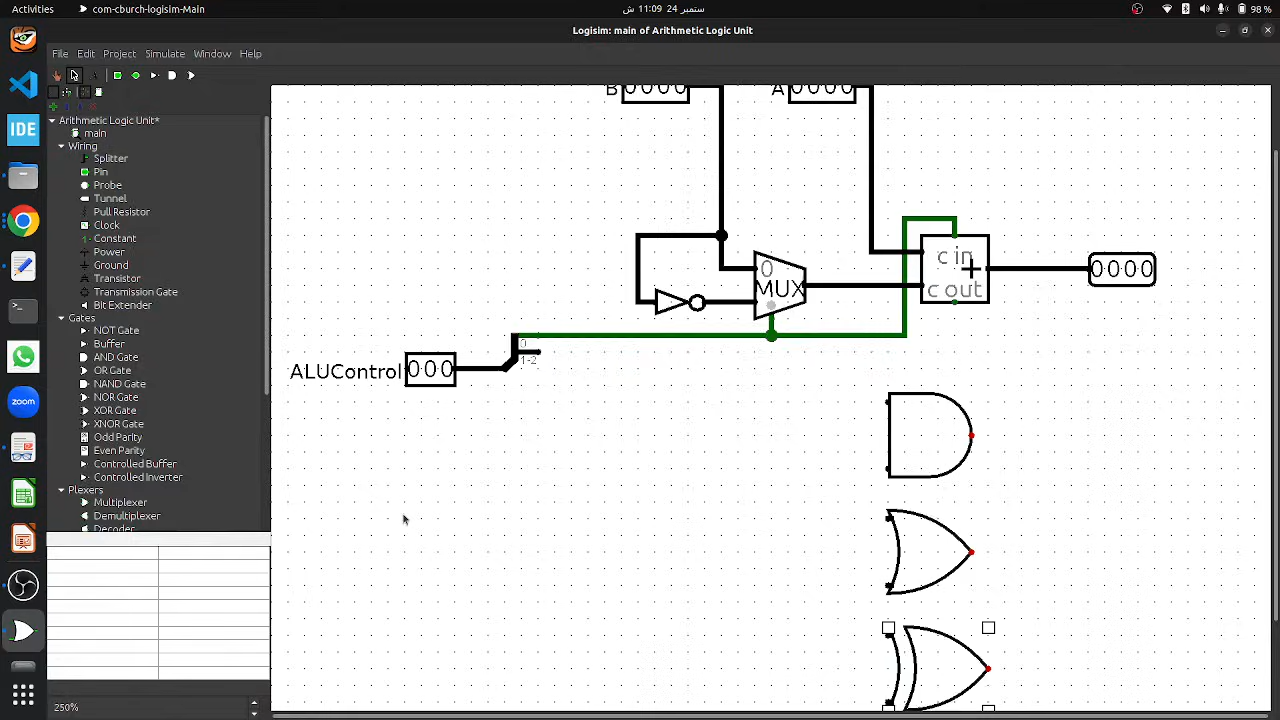 Activities
com-cburch-logisim-Main
سبتمبر 24 11:09 ش
98 %
Logisim: main of Arithmetic Logic Unit
File Edit Project Simulate Window Help
Arithmetic Logic Unit*
main
Wiring
Splitter
Pin
Probe
Tunnel
Pull Resistor
Clock
Constant
Power
Ground
Transistor
Transmission Gate
Bit Extender
Gates
NOT Gate
Buffer
AND Gate
OR Gate
NAND Gate
NOR Gate
XOR Gate
XNOR Gate
Odd Parity
Even Parity
Controlled Buffer
Controlled Inverter
Plexers
Multiplexer
Demultiplexer
Decoder
250%
IDE
zoom
B 0000
A 0000
c in
+
c out
0000
0
MUX
0
1-2
ALUControl 000